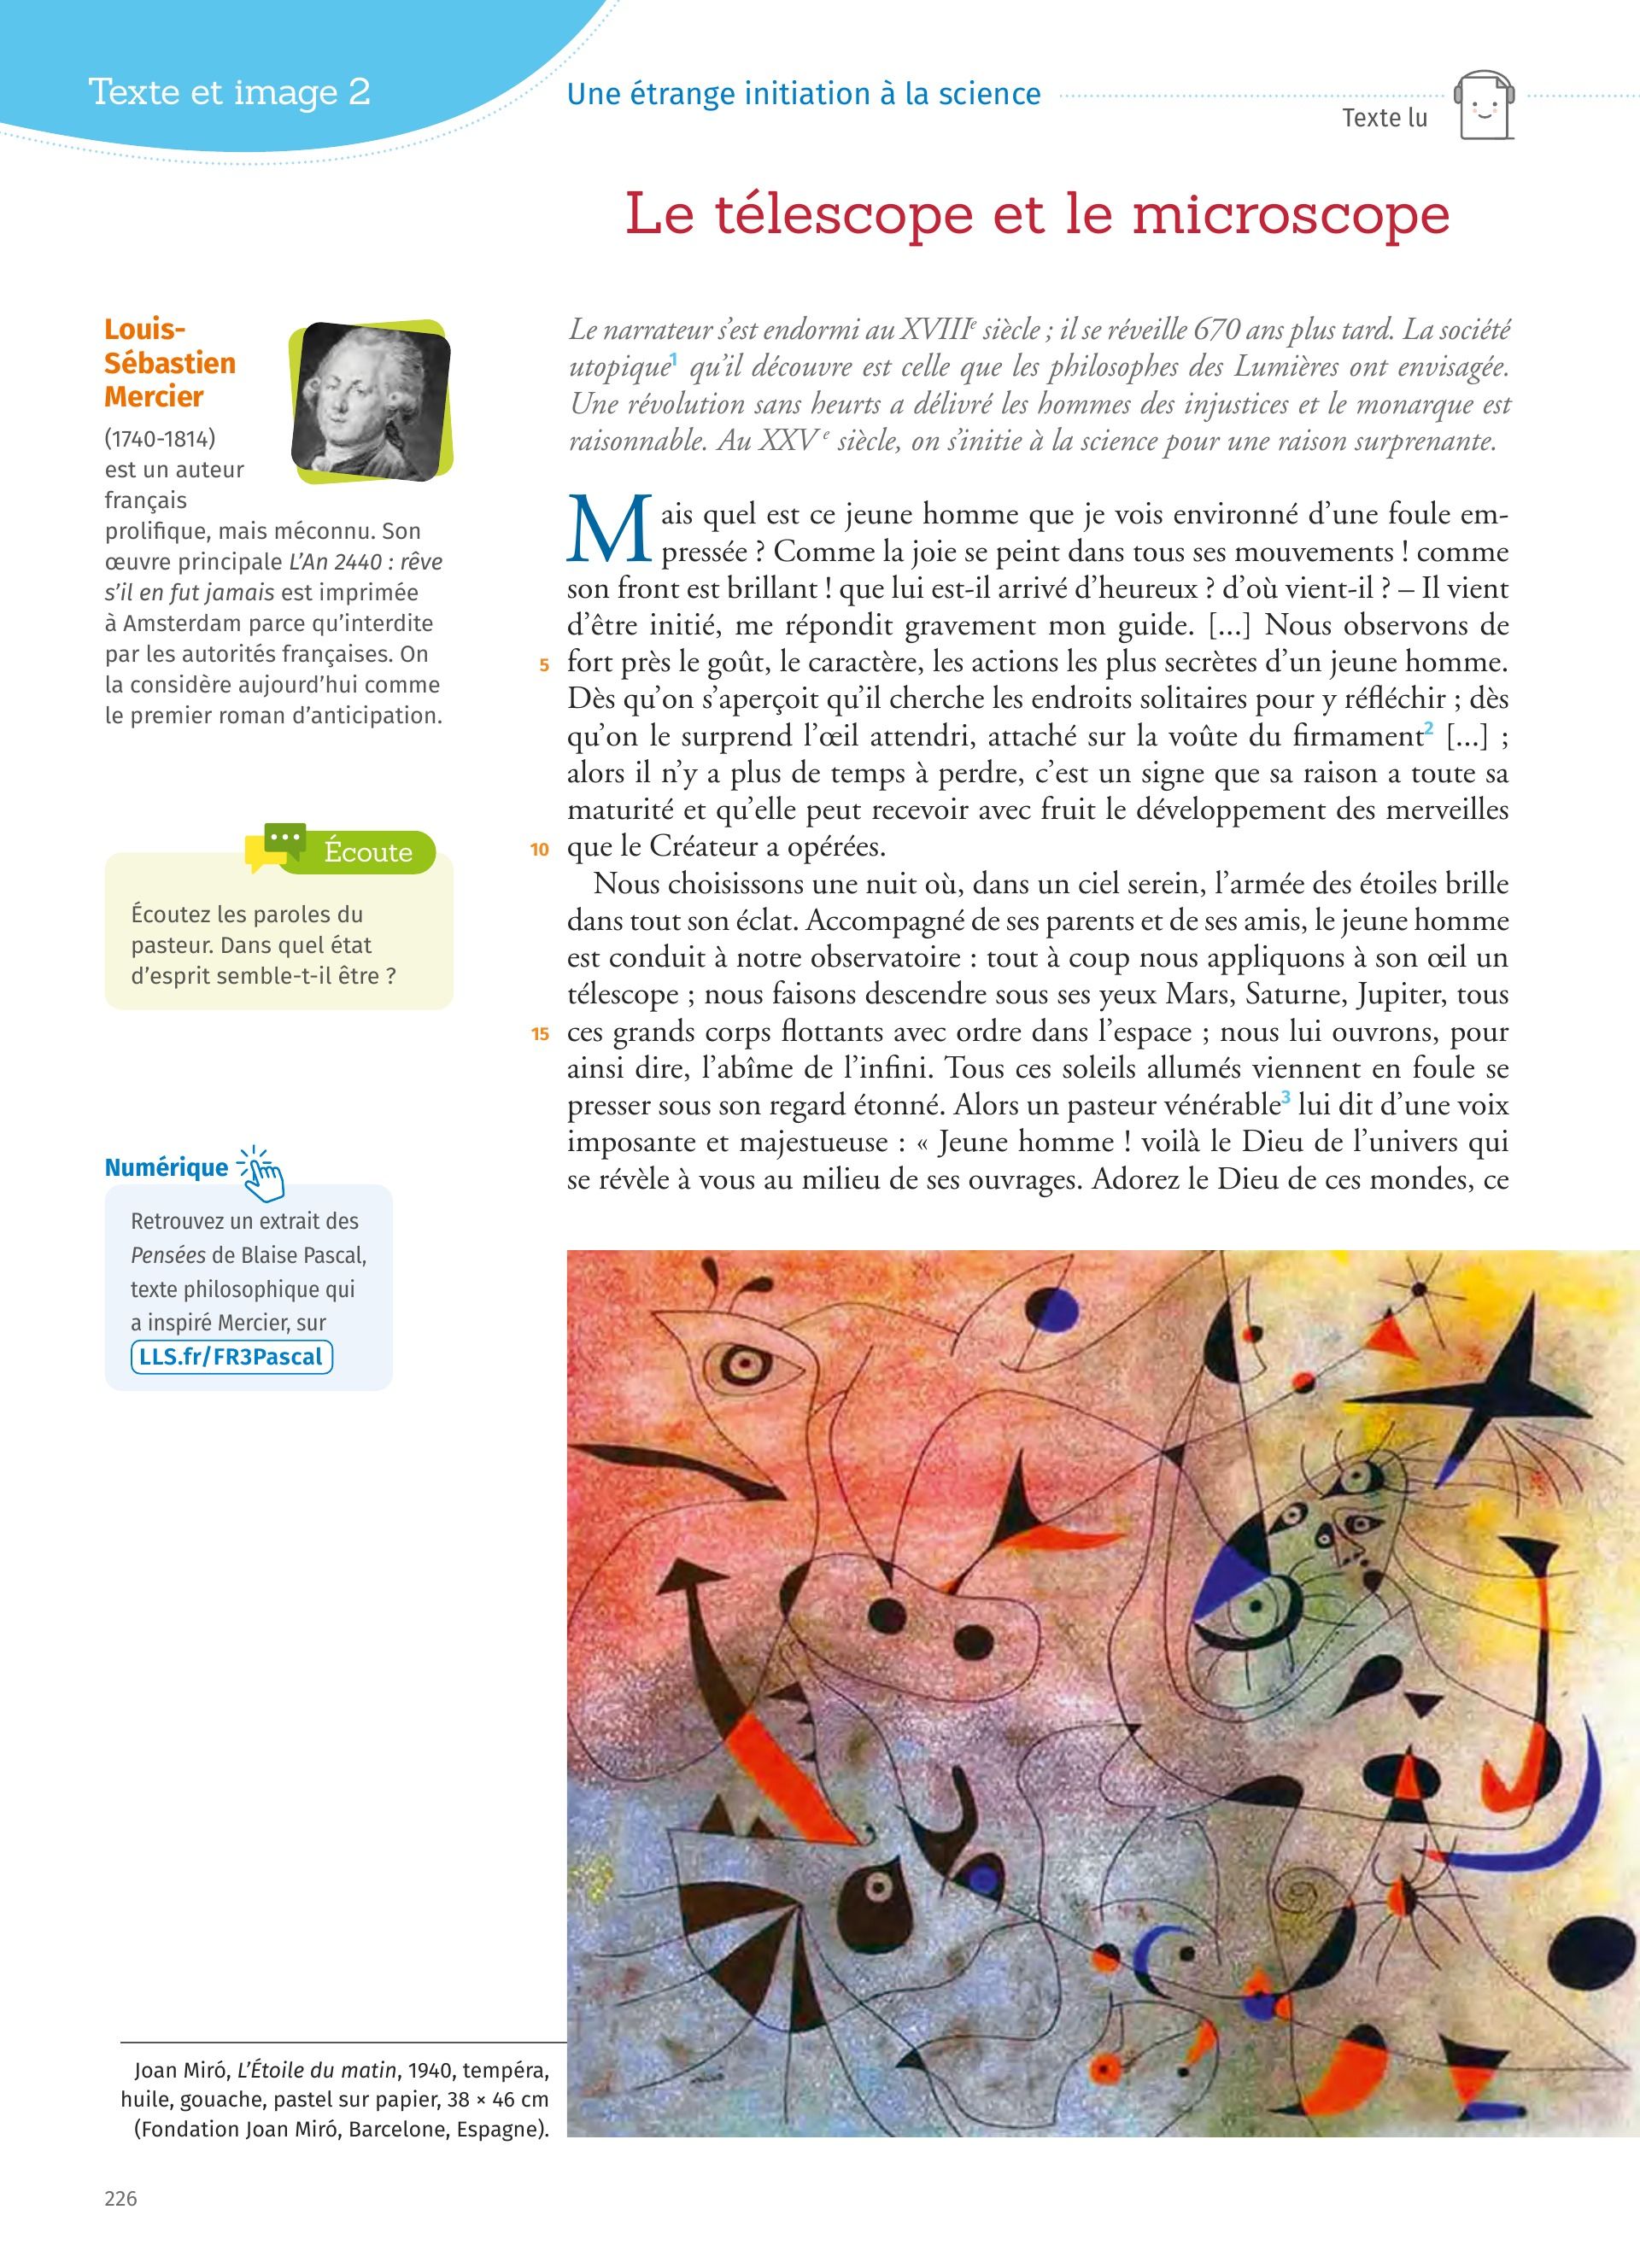 Texte et image 2
Une étrange initiation à la science
Texte lu
Le télescope et le microscope
Louis-
Sébastien
Mercier
(1740-1814)
est un auteur
français
prolifique, mais méconnu. Son
œuvre principale L’An 2440 : rêve
s’il en fut jamais est imprimée
à Amsterdam parce qu’interdite
par les autorités françaises. On
la considère aujourd’hui comme
le premier roman d’anticipation.
Écoute
Écoutez les paroles du
pasteur. Dans quel état
d’esprit semble-t-il être ?
Numérique
Retrouvez un extrait des
Pensées de Blaise Pascal,
texte philosophique qui
a inspiré Mercier, sur
LLS.fr/FR3Pascal
Le narrateur s’est endormi au XVIIIe siècle ; il se réveille 670 ans plus tard. La société
utopique1 qu’il découvre est celle que les philosophes des Lumières ont envisagée.
Une révolution sans heurts a délivré les hommes des injustices et le monarque est
raisonnable. Au XXVe siècle, on s’initie à la science pour une raison surprenante.
Mais quel est ce jeune homme que je vois environné d’une foule em-
pressée ? Comme la joie se peint dans tous ses mouvements ! comme
son front est brillant ! que lui est-il arrivé d’heureux ? d’où vient-il ? – Il vient
d’être initié, me répondit gravement mon guide. [...] Nous observons de
5 fort près le goût, le caractère, les actions les plus secrètes d’un jeune homme.
Dès qu’on s’aperçoit qu’il cherche les endroits solitaires pour y réfléchir ; dès
qu’on le surprend l’œil attendri, attaché sur la voûte du firmament2 [...] ;
alors il n’y a plus de temps à perdre, c’est un signe que sa raison a toute sa
maturité et qu’elle peut recevoir avec fruit le développement des merveilles
10 que le Créateur a opérées.
Nous choisissons une nuit où, dans un ciel serein, l’armée des étoiles brille
dans tout son éclat. Accompagné de ses parents et de ses amis, le jeune homme
est conduit à notre observatoire : tout à coup nous appliquons à son œil un
télescope ; nous faisons descendre sous ses yeux Mars, Saturne, Jupiter, tous
15 ces grands corps flottants avec ordre dans l’espace ; nous lui ouvrons, pour
ainsi dire, l’abîme de l’infini. Tous ces soleils allumés viennent en foule se
presser sous son regard étonné. Alors un pasteur vénérable3 lui dit d’une voix
imposante et majestueuse : « Jeune homme ! voilà le Dieu de l’univers qui
se révèle à vous au milieu de ses ouvrages. Adorez le Dieu de ces mondes, ce
Joan Miró, L’Étoile du matin, 1940, tempéra,
huile, gouache, pastel sur papier, 38 × 46 cm
(Fondation Joan Miró, Barcelone, Espagne).
226